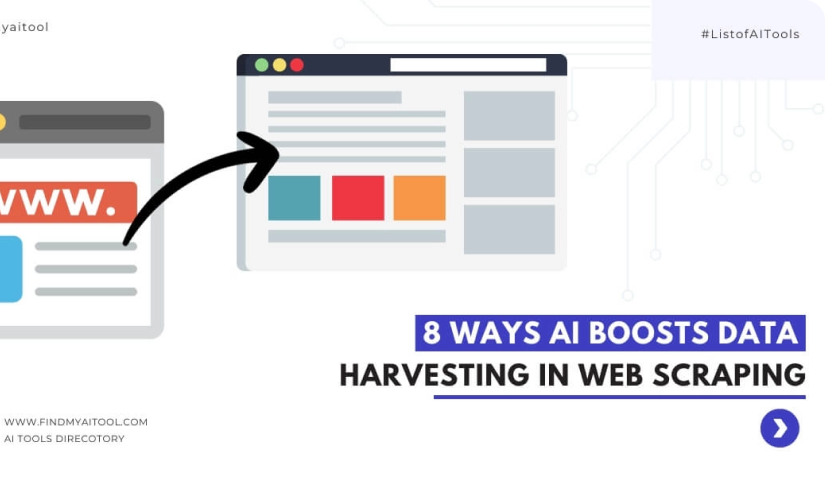 yaitool
#ListofAITools
WWW.
8 WAYS AI BOOSTS DATA
HARVESTING IN WEB SCRAPING
WWW.FINDMYAITOOL.COM
AI TOOLS DIRECOTORY